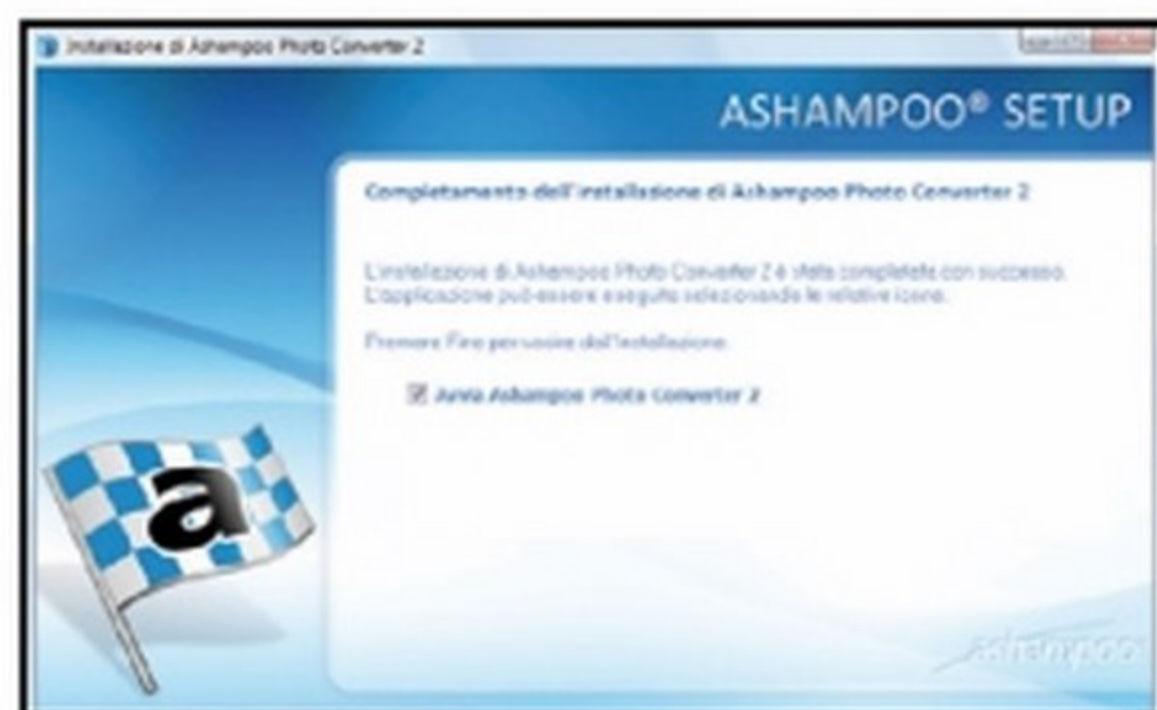 Installazione di Ashampoo Photo Converter 2
ASHAMPOO® SETUP
Completamento dell'installazione di Ashampoo Photo Converter 2
L'installazione di Ashampoo Photo Converter 2 è stata completata con successo.
L'applicazione può essere eseguita selezionando le relative icone.
Premere Fine per uscire dall'installazione.
Avvia Ashampoo Photo Converter 2
a
ashampoo